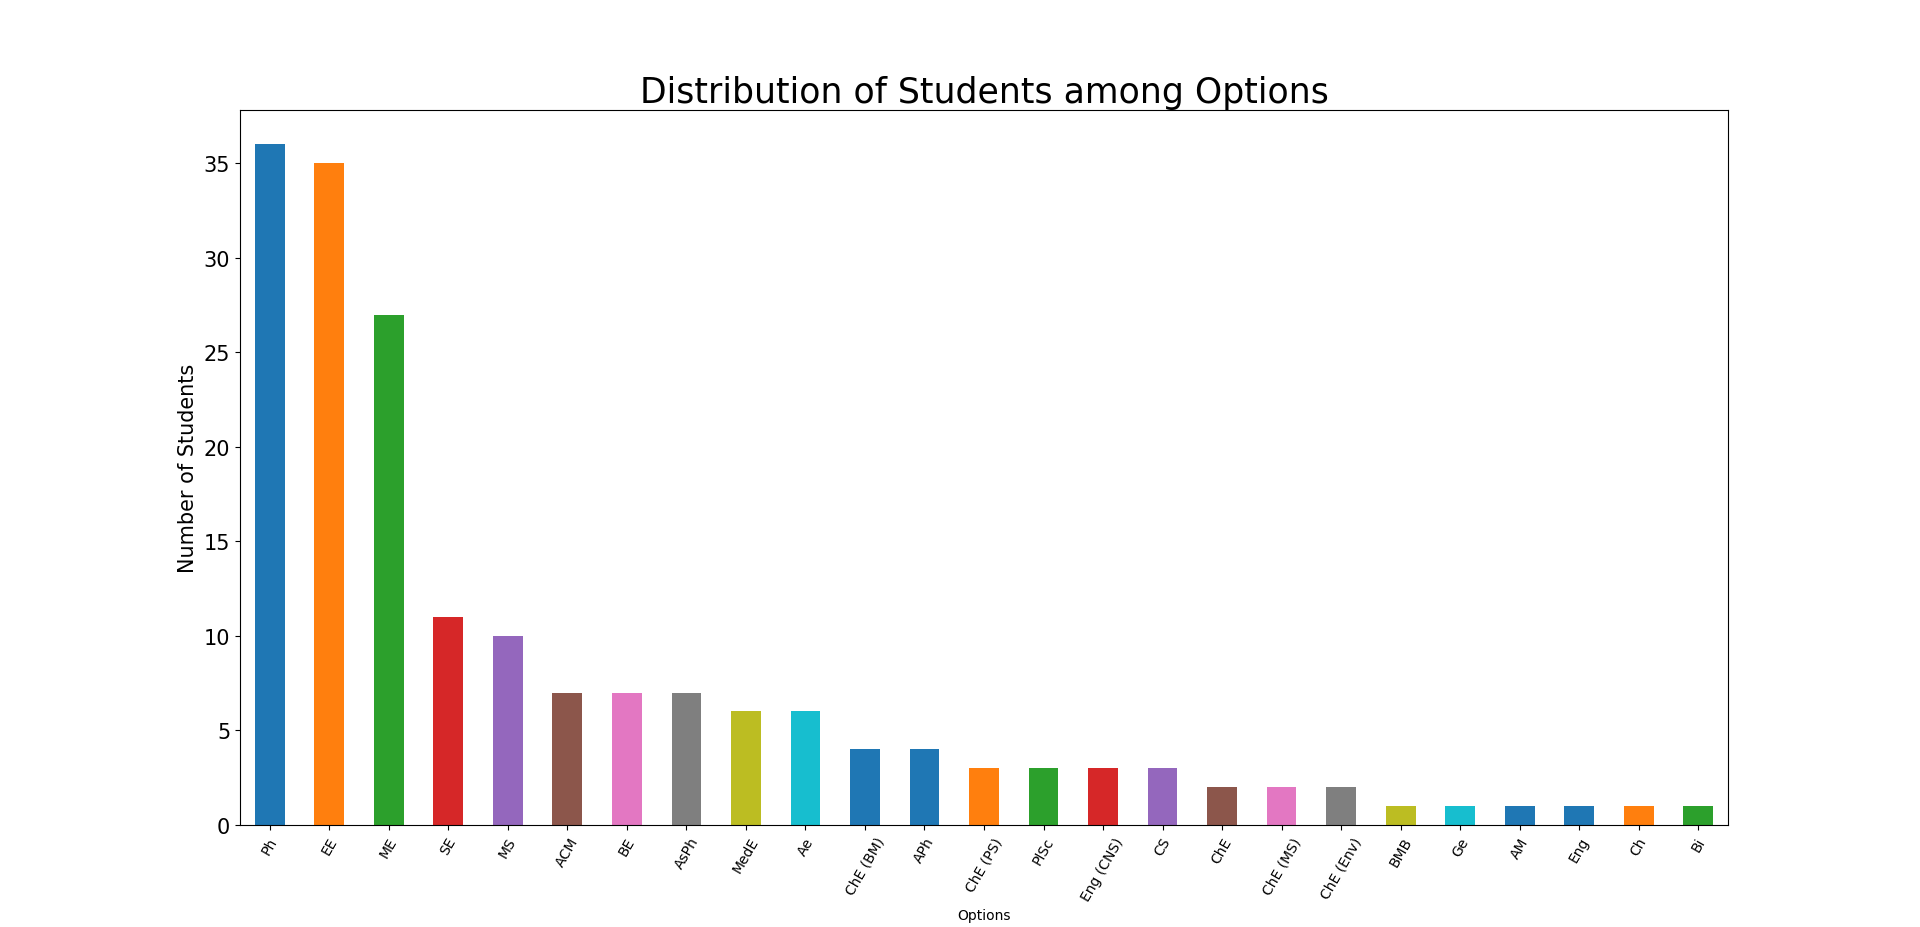 Distribution of Students among Options
Number of Students
35
30
25
20
15
10
5
0
Ph
EE
ME
SE
MS
ACM
BE
AsPh
MedE
Ae
ChE (BM)
APh
ChE (PS)
PlSc
Eng (CNS)
CS
ChE
ChE (MS)
ChE (Env)
BMB
Ge
AM
Eng
Ch
Bi
Options